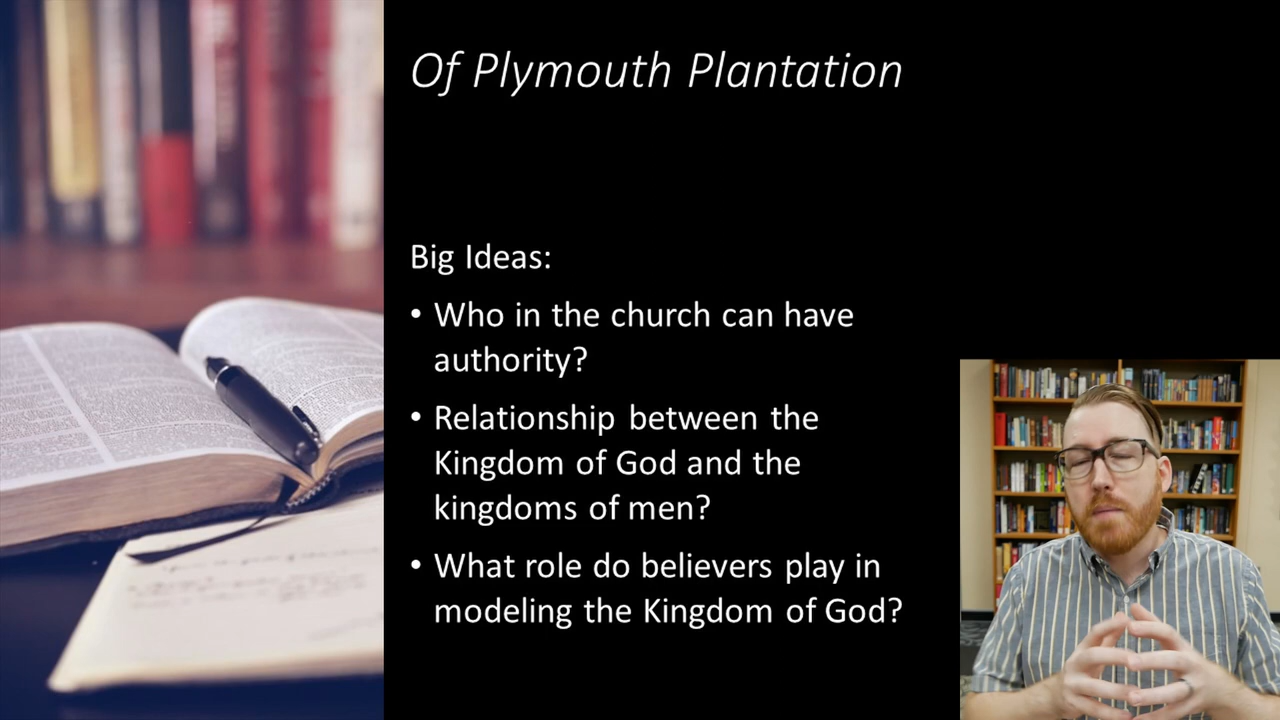 Of Plymouth Plantation
Big Ideas:
• Who in the church can have
authority?
• Relationship between the
Kingdom of God and the
kingdoms of men?
• What role do believers play in
modeling the Kingdom of God?